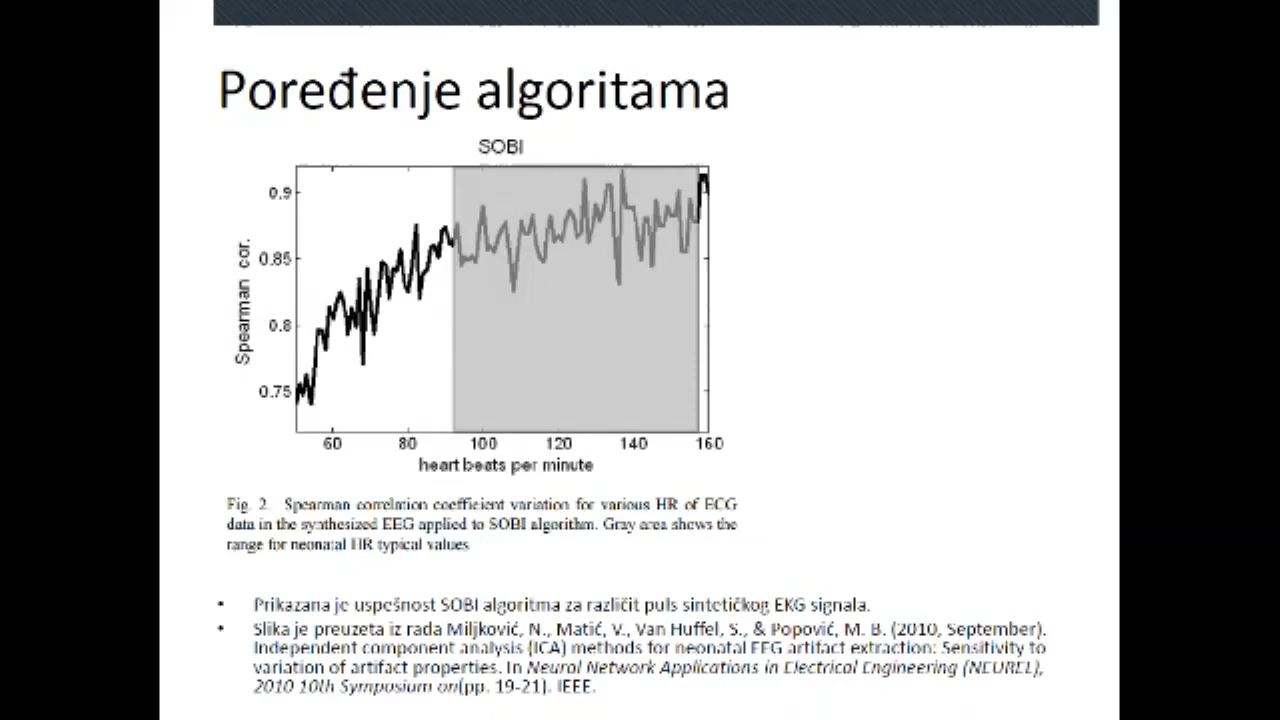 Poređenje algoritama
SOBI
0.9
0.85
0.8
0.75
Spearman cor.
60 80 100 120 140 160
heart beats per minute
Fig. 2. Spearman correlation coefficient variation for various HR of ECG
data in the synthesized EEG applied to SOBI algorithm. Gray area shows the
range for neonatal HR typical values
• Prikazana je uspešnost SOBI algoritma za različit puls sintetičkog EKG signala.
• Slika je preuzeta iz rada Miljković, N., Matić, V., Van Huffel, S., & Popović, M. B. (2010, September).
Independent component analysis (ICA) methods for neonatal EEG artifact extraction: Sensitivity to
variation of artifact properties. In Neural Network Applications in Electrical Engineering (NEUREL),
2010 10th Symposium on(pp. 19-21). IEEE.